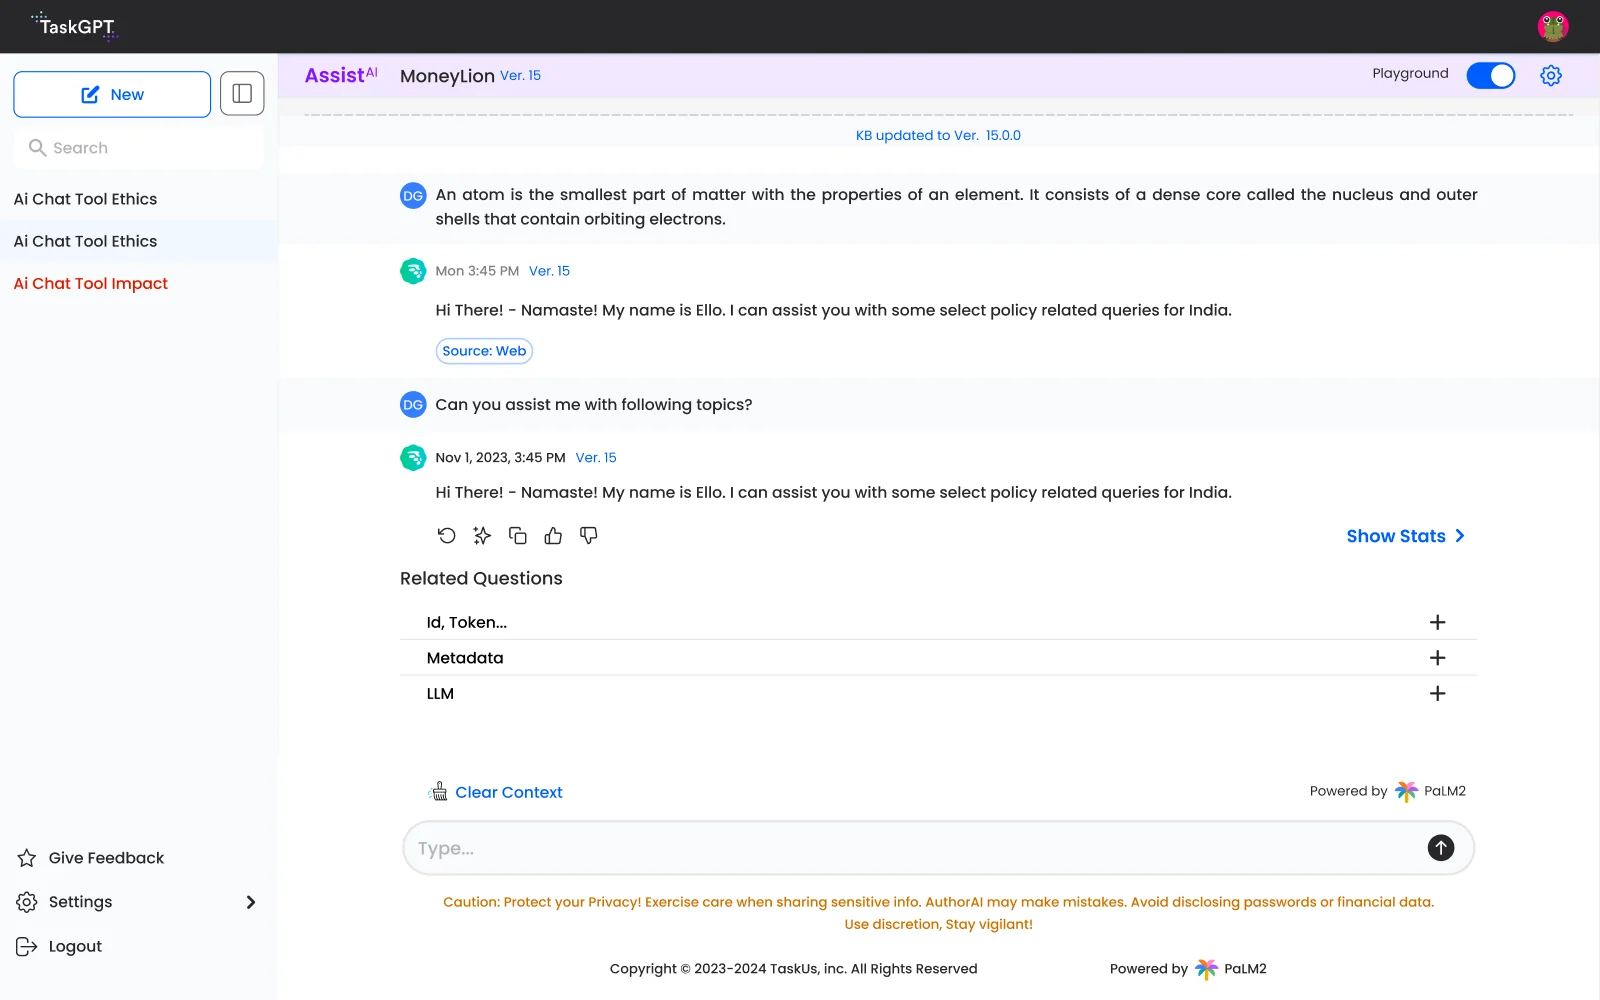 TaskGPT
New
Search
Ai Chat Tool Ethics
Ai Chat Tool Ethics
Ai Chat Tool Impact
Give Feedback
Settings
Logout
AssistAI MoneyLion Ver. 15
Playground
KB updated to Ver. 15.0.0
DG An atom is the smallest part of matter with the properties of an element. It consists of a dense core called the nucleus and outer
shells that contain orbiting electrons.
Mon 3:45 PM Ver. 15
Hi There! - Namaste! My name is Ello. I can assist you with some select policy related queries for India.
Source: Web
DG Can you assist me with following topics?
Nov 1, 2023, 3:45 PM Ver. 15
Hi There! - Namaste! My name is Ello. I can assist you with some select policy related queries for India.
Show Stats
Related Questions
Id, Token...
Metadata
LLM
Clear Context
Powered by PaLM2
Type...
Caution: Protect your Privacy! Exercise care when sharing sensitive info. AuthorAI may make mistakes. Avoid disclosing passwords or financial data.
Use discretion, Stay vigilant!
Copyright © 2023-2024 TaskUs, inc. All Rights Reserved
Powered by PaLM2